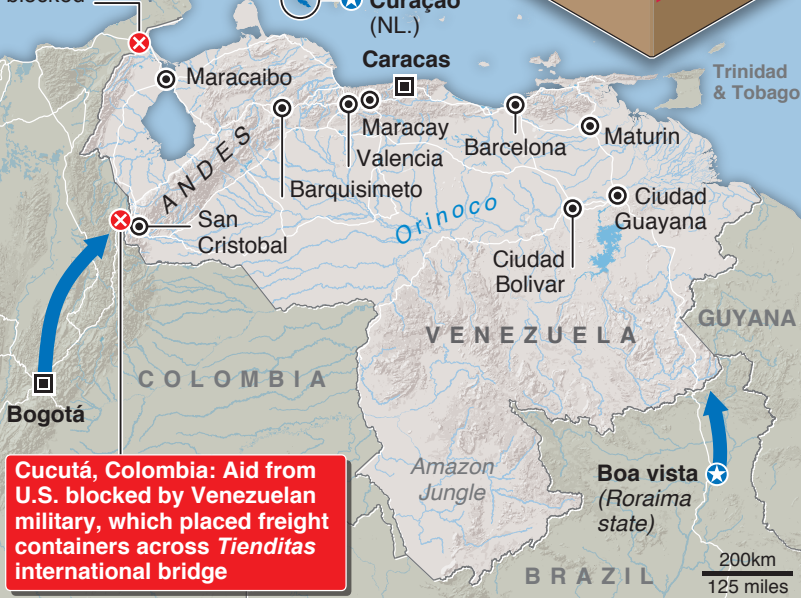 blocked
Curaçao
(NL.)
Caracas
Trinidad
& Tobago
Maracaibo
ANDES
Maracay
Valencia
Barquisimeto
Barcelona
Maturin
San
Cristobal
Orinoco
Ciudad
Guayana
Ciudad
Bolivar
VENEZUELA
GUYANA
COLOMBIA
Bogotá
Cucutá, Colombia: Aid from
U.S. blocked by Venezuelan
military, which placed freight
containers across Tienditas
international bridge
Amazon
Jungle
Boa vista
(Roraima
state)
BRAZIL
200km
125 miles